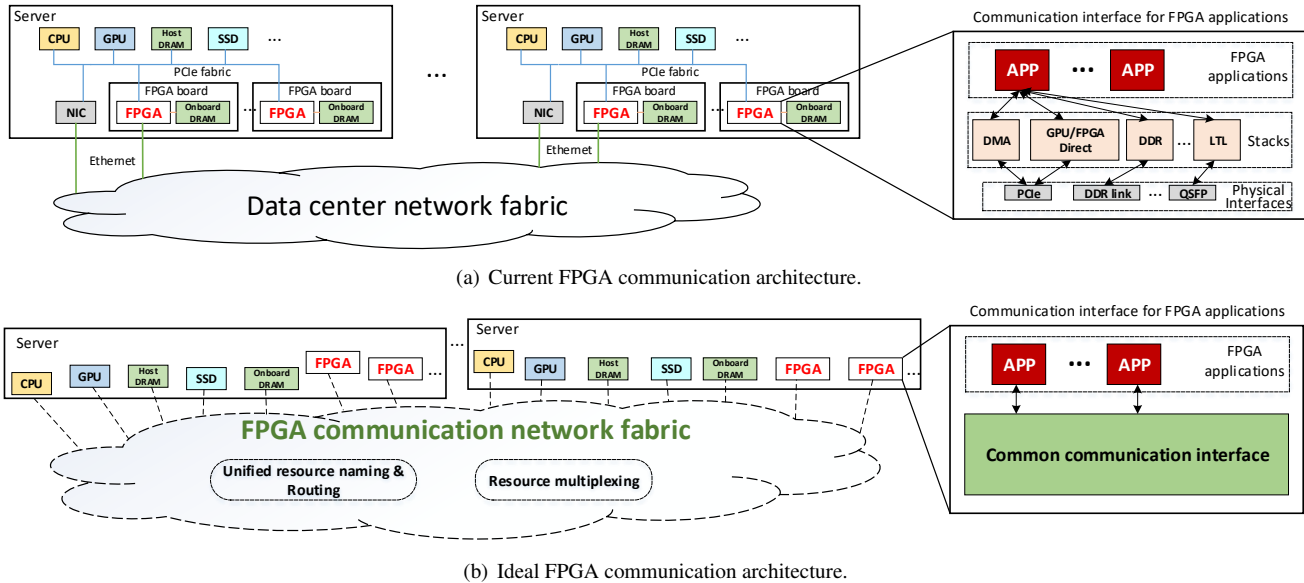 Server
CPU
GPU
Host
DRAM
SSD
...
PCIe fabric
FPGA board
FPGA board
NIC
FPGA
Onboard
DRAM
...
FPGA
Onboard
DRAM
Ethernet
...
Server
CPU
GPU
Host
DRAM
SSD
...
PCIe fabric
FPGA board
FPGA board
NIC
FPGA
Onboard
DRAM
...
FPGA
Onboard
DRAM
Ethernet
Data center network fabric
Communication interface for FPGA applications
APP
...
APP
FPGA
applications
DMA
GPU/FPGA
Direct
DDR
...
LTL
Stacks
PCIe
DDR link
...
QSFP
Physical
Interfaces
(a) Current FPGA communication architecture.
Server
CPU
GPU
Host
DRAM
SSD
Onboard
DRAM
FPGA
FPGA
...
...
Server
CPU
GPU
Host
DRAM
SSD
Onboard
DRAM
FPGA
FPGA
FPGA communication network fabric
Unified resource naming &
Routing
Resource multiplexing
Communication interface for FPGA applications
APP
...
APP
FPGA
applications
Common communication interface
(b) Ideal FPGA communication architecture.